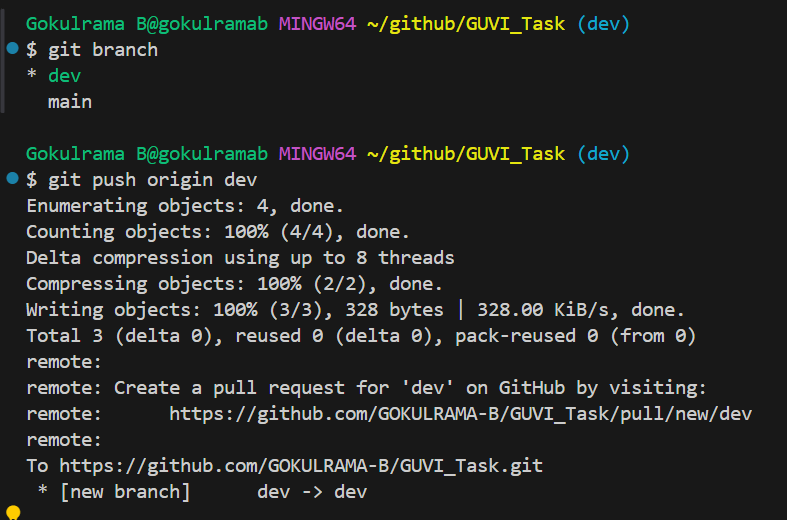 Gokulrama B@gokulramab MINGW64 ~/github/GUVI_Task (dev)
$ git branch
* dev
  main
Gokulrama B@gokulramab MINGW64 ~/github/GUVI_Task (dev)
$ git push origin dev
Enumerating objects: 4, done.
Counting objects: 100% (4/4), done.
Delta compression using up to 8 threads
Compressing objects: 100% (2/2), done.
Writing objects: 100% (3/3), 328 bytes | 328.00 KiB/s, done.
Total 3 (delta 0), reused 0 (delta 0), pack-reused 0 (from 0)
remote:
remote: Create a pull request for 'dev' on GitHub by visiting:
remote:      https://github.com/GOKULRAMA-B/GUVI_Task/pull/new/dev
remote:
To https://github.com/GOKULRAMA-B/GUVI_Task.git
 * [new branch]      dev -> dev